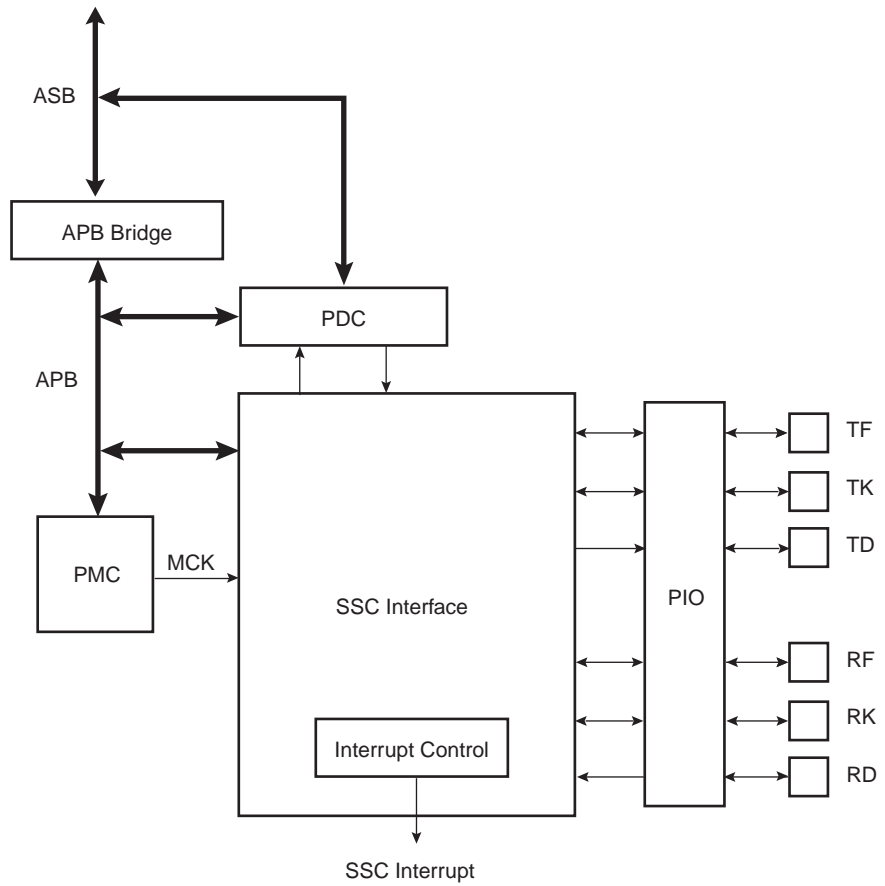 ASB
APB Bridge
PDC
APB
TF
TK
PMC
MCK
TD
SSC Interface
PIO
RF
RK
Interrupt Control
RD
SSC Interrupt